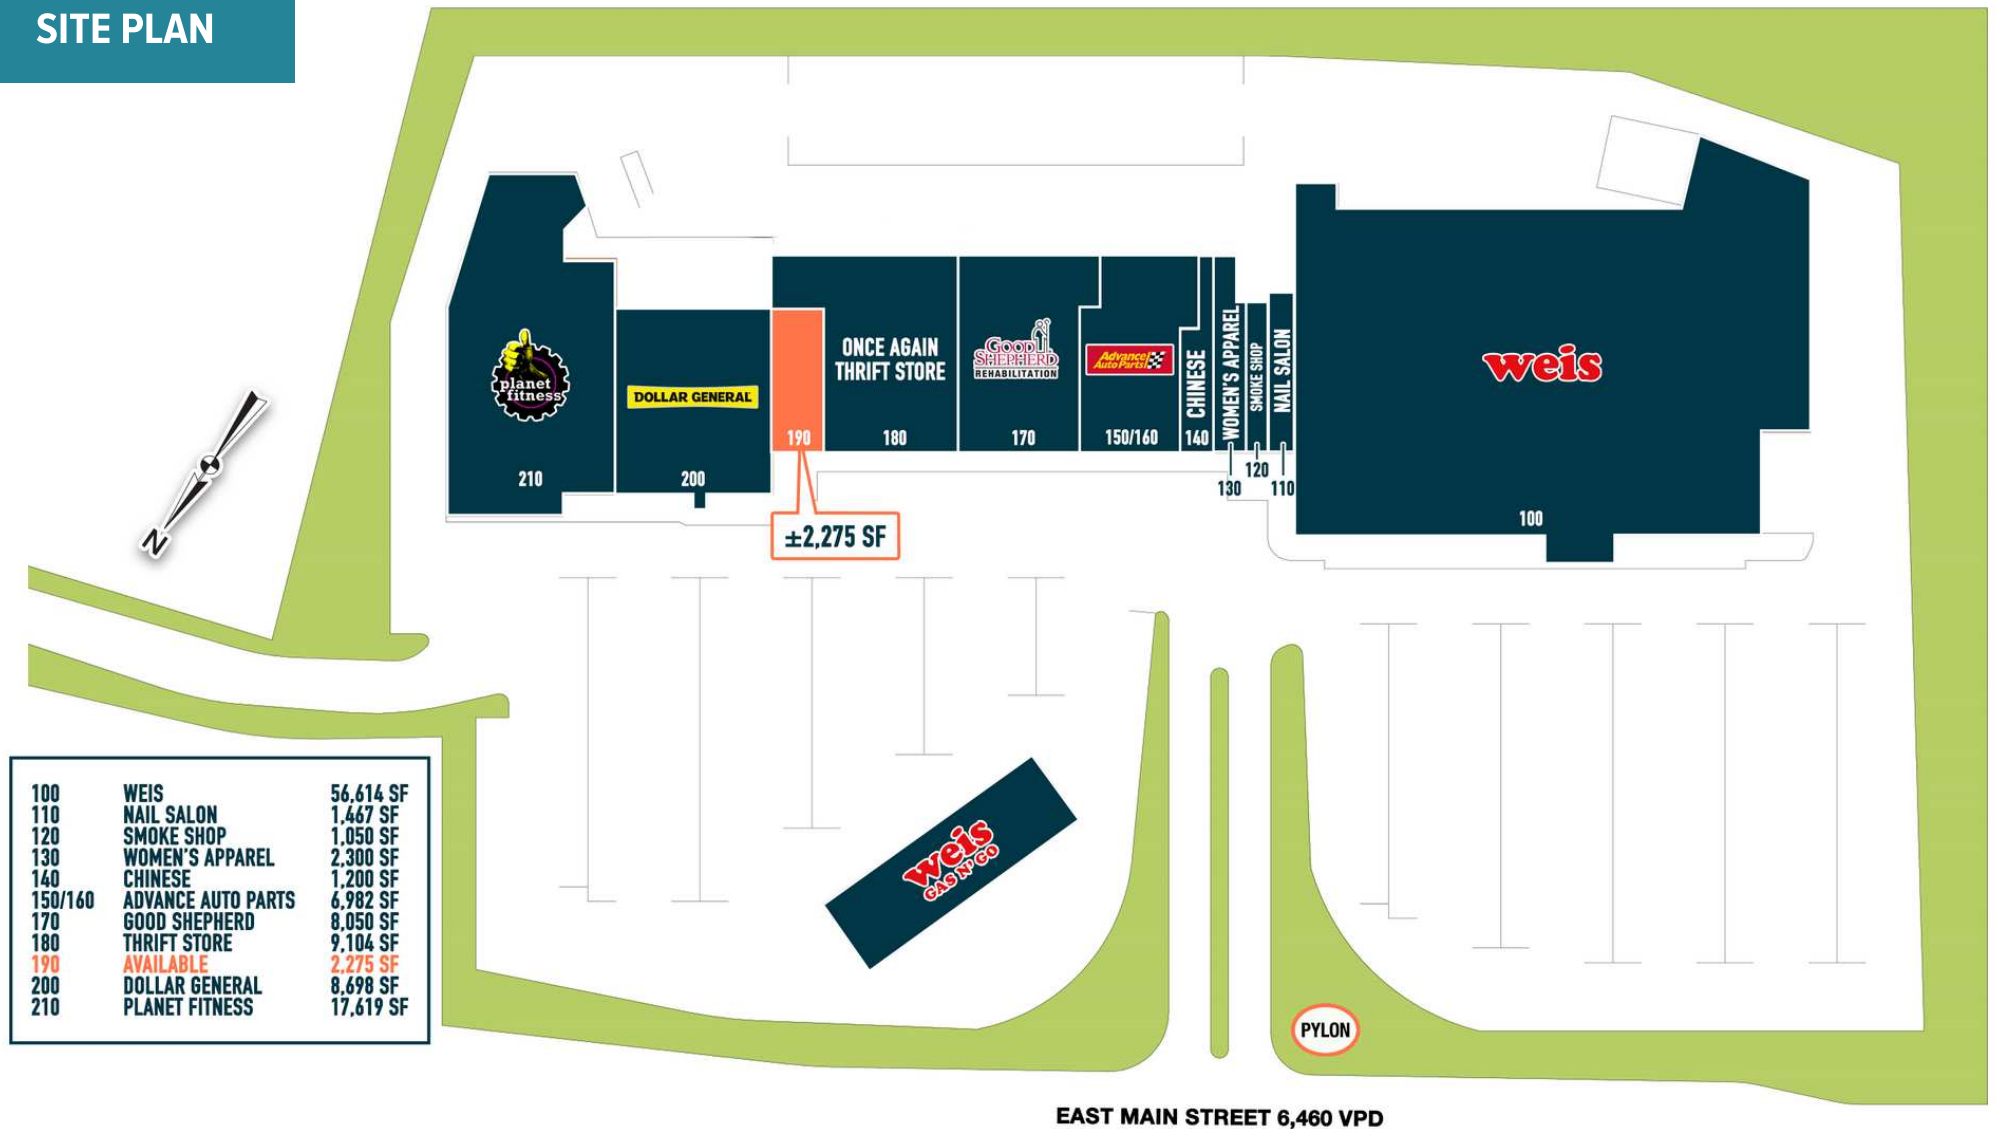 SITE PLAN
planet
fitness
210
DOLLAR GENERAL
200
190
±2,275 SF
ONCE AGAIN
THRIFT STORE
180
GOOD
SHEPHERD
REHABILITATION
170
Advance
Auto Parts
150/160
CHINESE
140
WOMEN'S APPAREL
130
SMOKE SHOP
120
NAIL SALON
110
weis
100
N
100 WEIS 56,614 SF
110 NAIL SALON 1,467 SF
120 SMOKE SHOP 1,050 SF
130 WOMEN'S APPAREL 2,300 SF
140 CHINESE 1,200 SF
150/160 ADVANCE AUTO PARTS 6,982 SF
170 GOOD SHEPHERD 8,050 SF
180 THRIFT STORE 9,104 SF
190 AVAILABLE 2,275 SF
200 DOLLAR GENERAL 8,698 SF
210 PLANET FITNESS 17,619 SF
weis
GAS N' GO
PYLON
EAST MAIN STREET 6,460 VPD